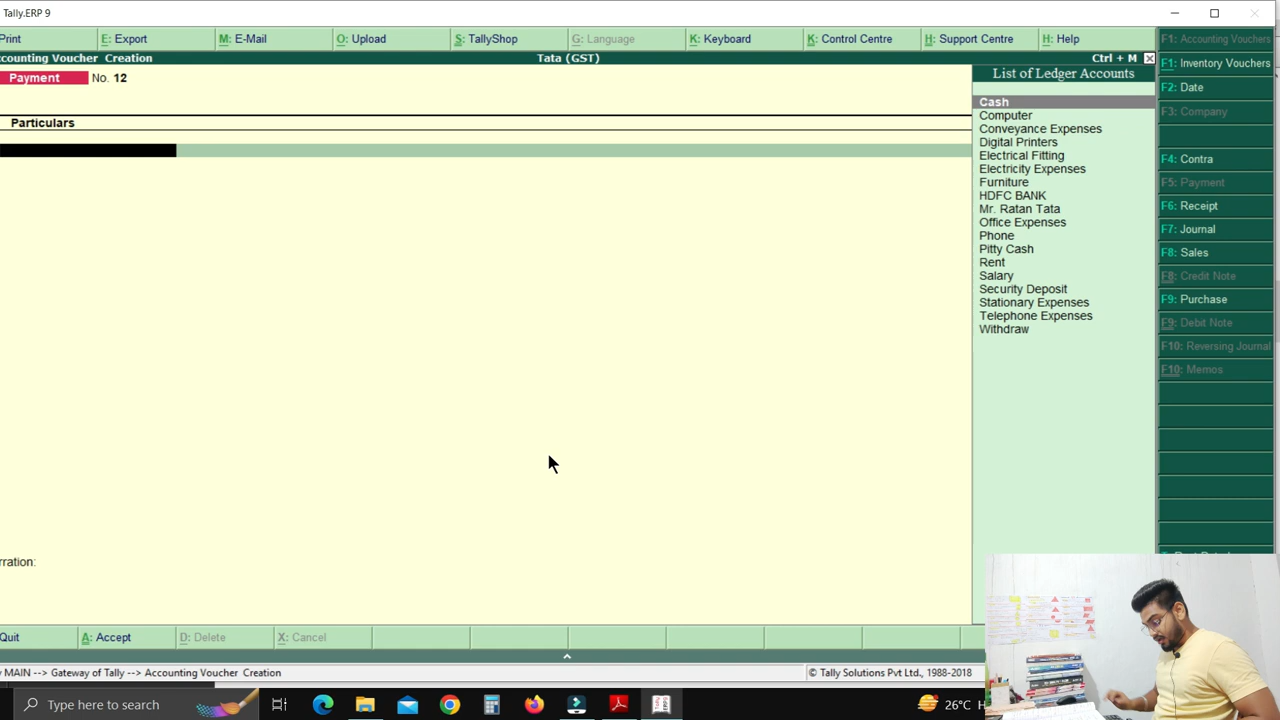 Tally.ERP 9
Print
E: Export
M: E-Mail
O: Upload
S: TallyShop
G: Language
K: Keyboard
K: Control Centre
H: Support Centre
H: Help
ccounting Voucher Creation
Tata (GST)
Ctrl + M
Payment
No. 12
Particulars
List of Ledger Accounts
Cash
Computer
Conveyance Expenses
Digital Printers
Electrical Fitting
Electricity Expenses
Furniture
HDFC BANK
Mr. Ratan Tata
Office Expenses
Phone
Pitty Cash
Rent
Salary
Security Deposit
Stationary Expenses
Telephone Expenses
Withdraw
F1: Accounting Vouchers
F1: Inventory Vouchers
F2: Date
F3: Company
F4: Contra
F5: Payment
F6: Receipt
F7: Journal
F8: Sales
F8: Credit Note
F9: Purchase
F9: Debit Note
F10: Reversing Journal
F10: Memos
rration:
Quit
A: Accept
D: Delete
X: Cancel
MAIN --> Gateway of Tally --> Accounting Voucher Creation
© Tally Solutions Pvt Ltd., 1988-2018
Type here to search
26°C